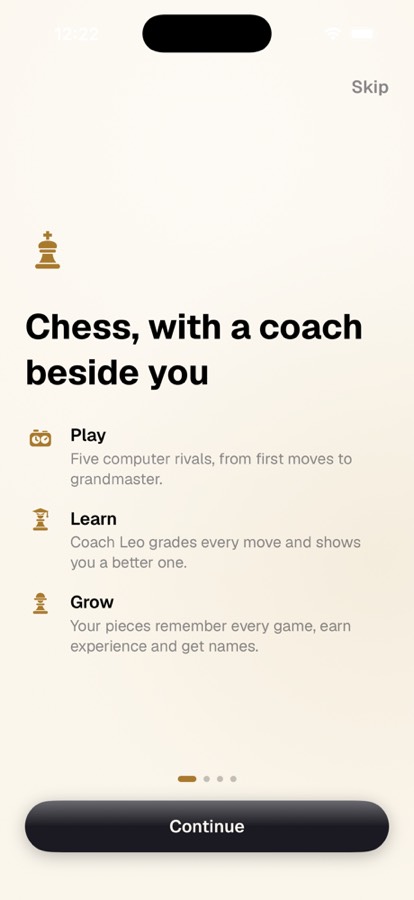 12:22
Skip
Chess, with a coach
beside you
Play
Five computer rivals, from first moves to
grandmaster.
Learn
Coach Leo grades every move and shows
you a better one.
Grow
Your pieces remember every game, earn
experience and get names.
Continue